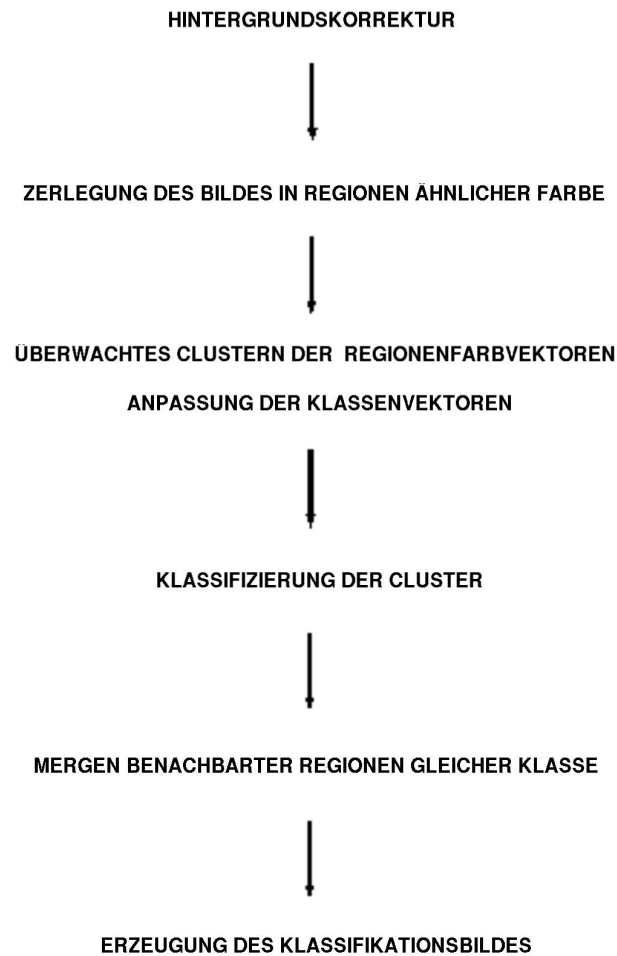 HINTERGRUNDSKORREKTUR
ZERLEGUNG DES BILDES IN REGIONEN ÄHNLICHER FARBE
ÜBERWACHTES CLUSTERN DER REGIONENFARBVEKTOREN
ANPASSUNG DER KLASSENVEKTOREN
KLASSIFIZIERUNG DER CLUSTER
MERGEN BENACHBARTER REGIONEN GLEICHER KLASSE
ERZEUGUNG DES KLASSIFIKATIONSBILDES